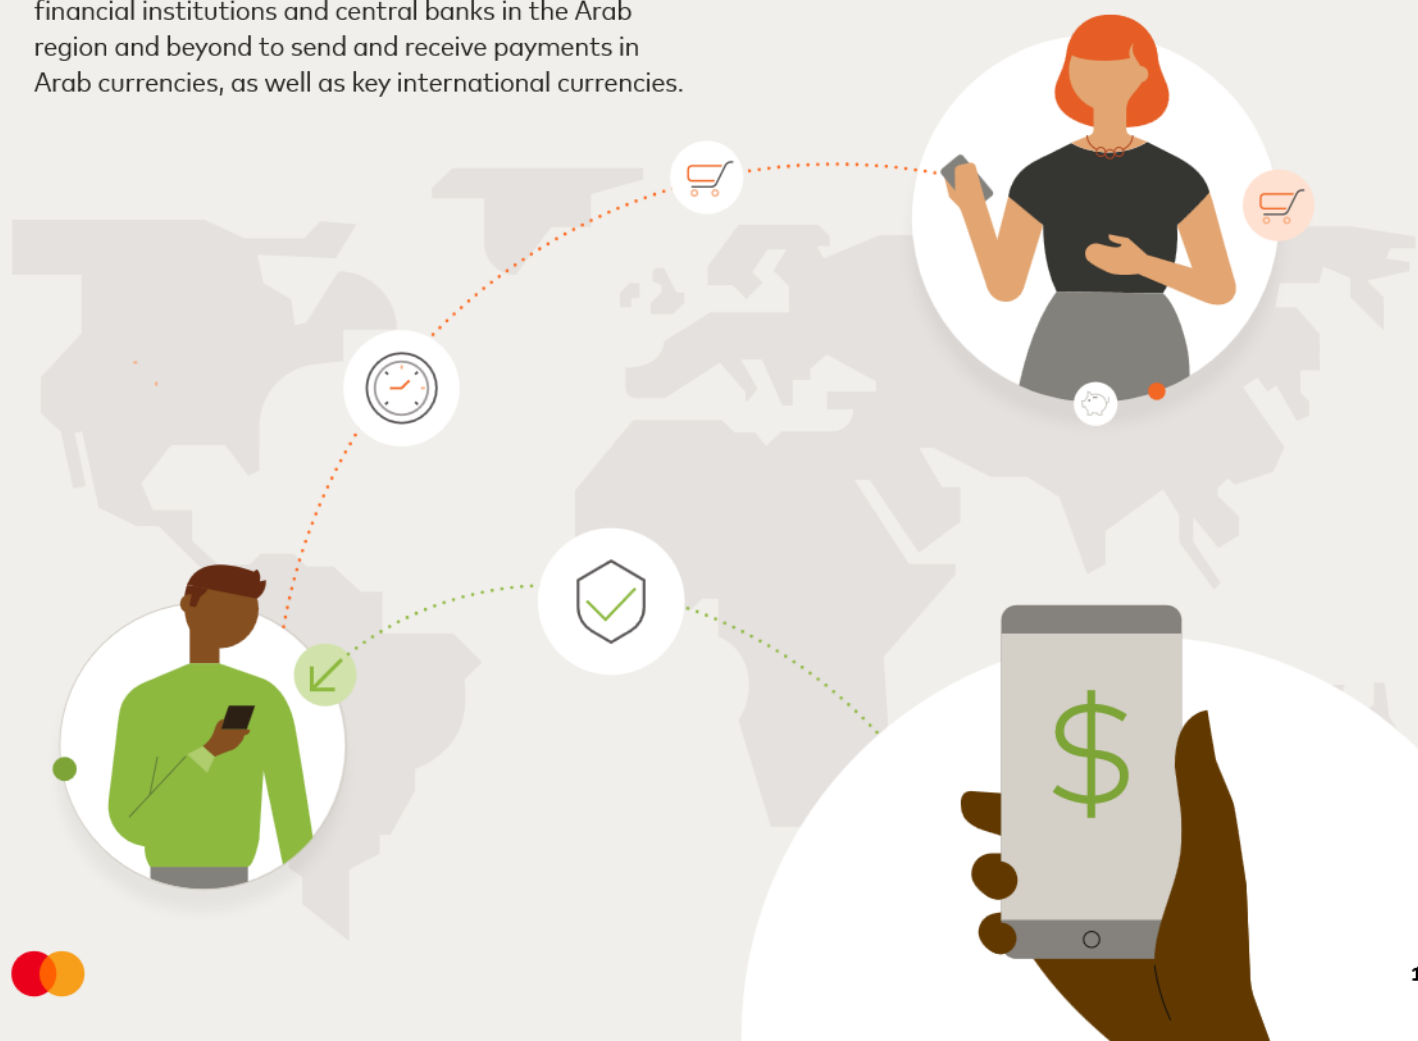 financial institutions and central banks in the Arab
region and beyond to send and receive payments in
Arab currencies, as well as key international currencies.
$